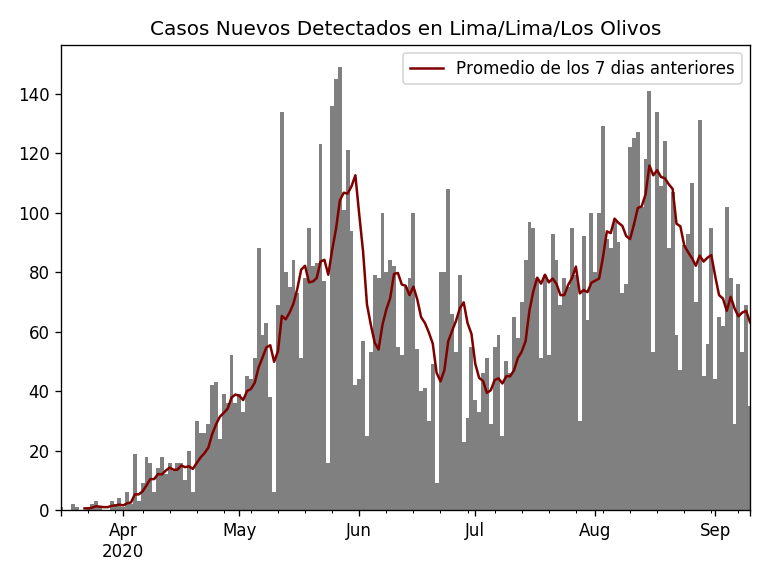 Casos Nuevos Detectados en Lima/Lima/Los Olivos
Promedio de los 7 dias anteriores
140
120
100
80
60
40
20
0
Apr
2020
May
Jun
Jul
Aug
Sep